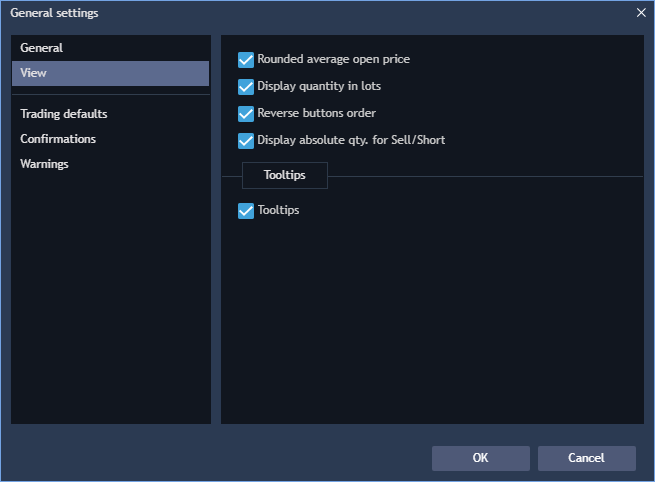 General settings
General
View
Trading defaults
Confirmations
Warnings
Rounded average open price
Display quantity in lots
Reverse buttons order
Display absolute qty. for Sell/Short
Tooltips
Tooltips
OK
Cancel